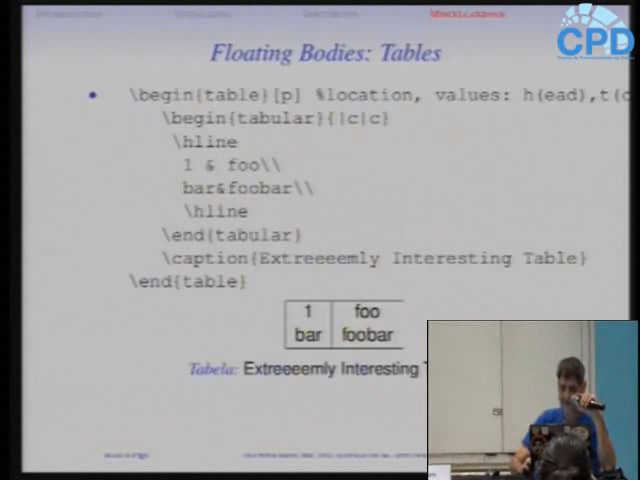 CPD
Floating Bodies: Tables
\begin{table}[p] %location, values: h(ead),t(o
\begin{tabular}{|c|c}
\hline
1 & foo\\
bar&foobar\\
\hline
\end{tabular}
\caption{Extreeeemly Interesting Table}
\end{table}
1 foo
bar foobar
Tabela: Extreeeemly Interesting T